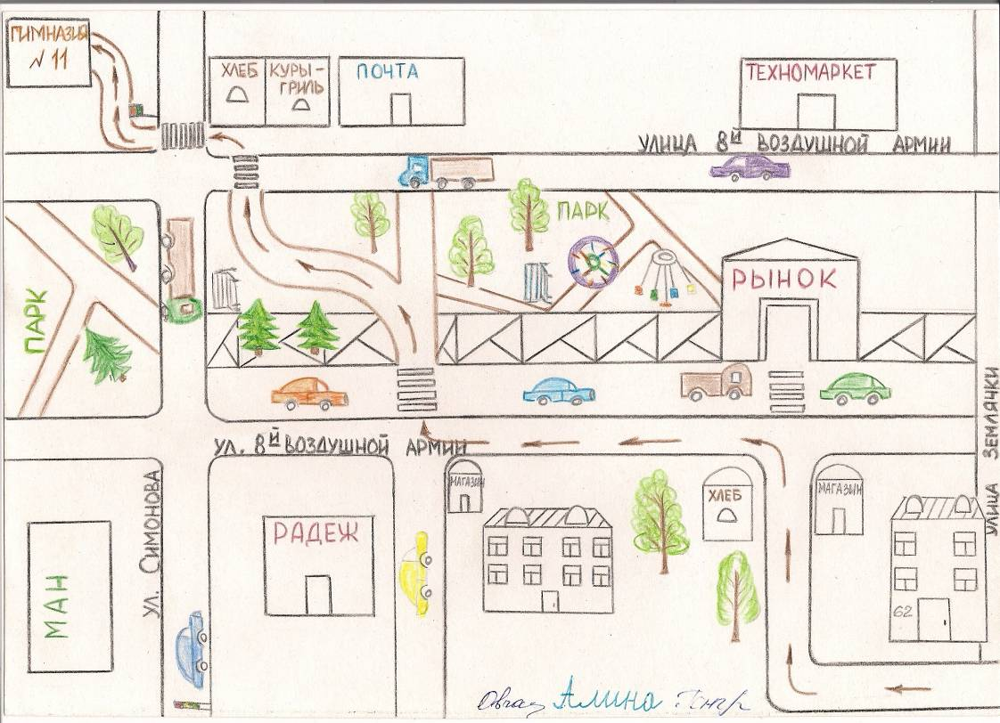 ГИМНАЗИЯ
№ 11
ХЛЕБ
КУРЫ-
ГРИЛЬ
ПОЧТА
ТЕХНОМАРКЕТ
УЛИЦА 8Й ВОЗДУШНОЙ АРМИИ
ПАРК
ПАРК
РЫНОК
УЛИЦА ЗЕМЛЯЧКИ
УЛ. 8Й ВОЗДУШНОЙ АРМИИ
МАГАЗИН
ХЛЕБ
МАГАЗИН
УЛ. СИМОНОВА
РАДЕЖ
МАН
62
Алина